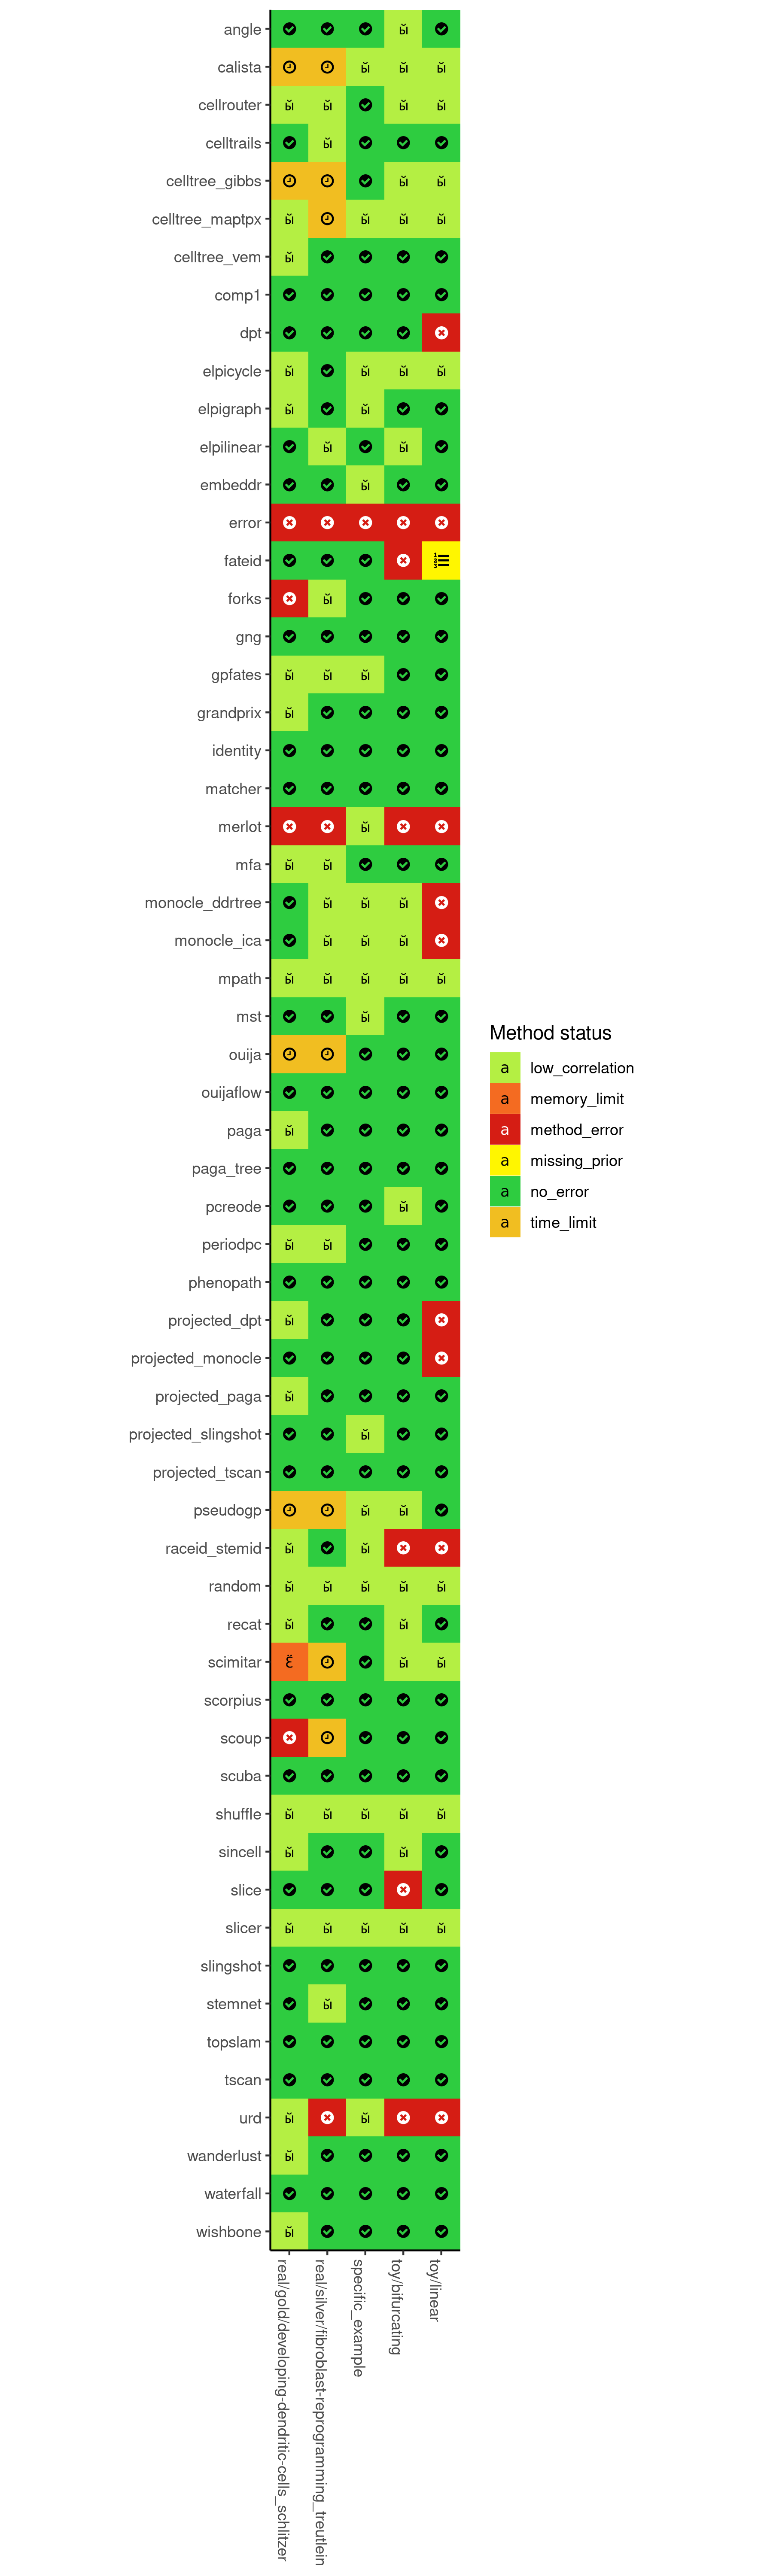 angle
calista
cellrouter
celltrails
celltree_gibbs
celltree_maptpx
celltree_vem
comp1
dpt
elpicycle
elpigraph
elpilinear
embeddr
error
fateid
forks
gng
gpfates
grandprix
identity
matcher
merlot
mfa
monocle_ddrtree
monocle_ica
mpath
mst
ouija
ouijaflow
paga
paga_tree
pcreode
periodpc
phenopath
projected_dpt
projected_monocle
projected_paga
projected_slingshot
projected_tscan
pseudogp
raceid_stemid
random
recat
scimitar
scorpius
scoup
scuba
shuffle
sincell
slice
slicer
slingshot
stemnet
topslam
tscan
urd
wanderlust
waterfall
wishbone
real/gold/developing-dendritic-cells_schlitzer
real/silver/fibroblast-reprogramming_treutlein
specific_example
toy/bifurcating
toy/linear
Method status
a low_correlation
a memory_limit
a method_error
a missing_prior
a no_error
a time_limit